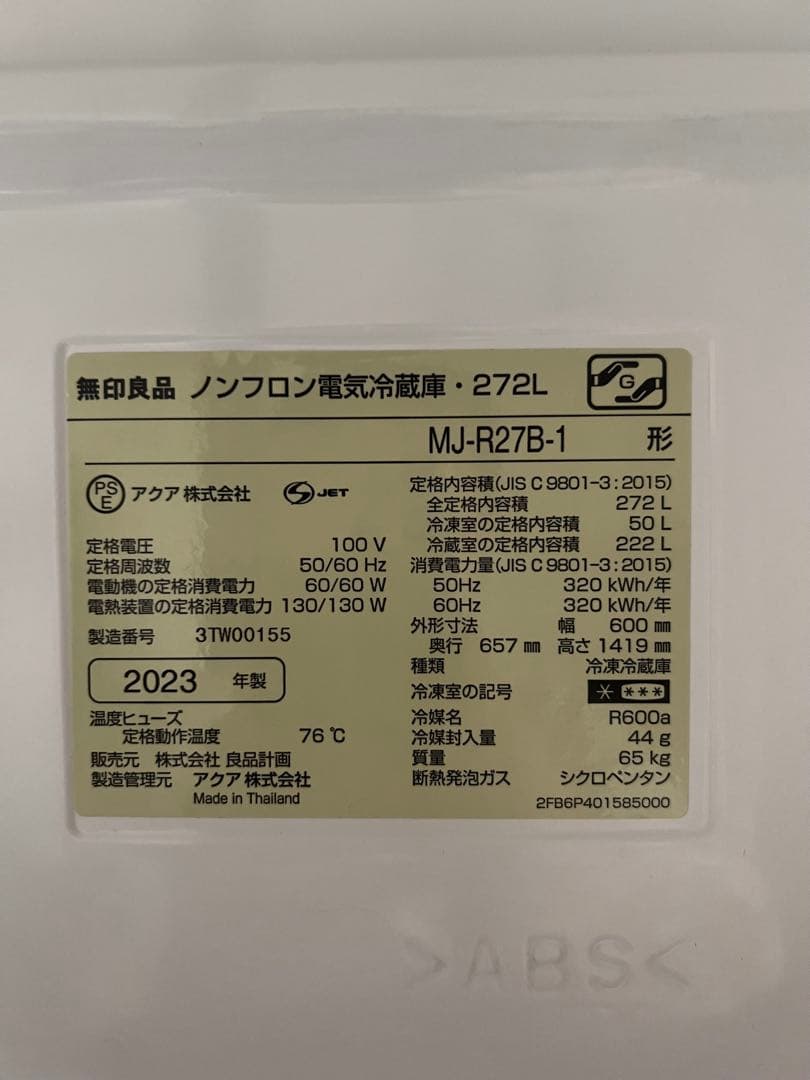 無印良品 ノンフロン電気冷蔵庫・272L
G
MJ-R27B-1 形
PSE アクア株式会社 JET
定格電圧 100 V
定格周波数 50/60 Hz
電動機の定格消費電力 60/60 W
電熱装置の定格消費電力 130/130 W
製造番号 3TW00155
2023 年製
温度ヒューズ
定格動作温度 76 ℃
販売元 株式会社 良品計画
製造管理元 アクア 株式会社
Made in Thailand
定格内容積(JIS C 9801-3:2015)
全定格内容積 272 L
冷凍室の定格内容積 50 L
冷蔵室の定格内容積 222 L
消費電力量(JIS C 9801-3:2015)
50Hz 320 kWh/年
60Hz 320 kWh/年
外形寸法 幅 600 ㎜
奥行 657 ㎜ 高さ 1419 ㎜
種類 冷凍冷蔵庫
冷凍室の記号 * ***
冷媒名 R600a
冷媒封入量 44 g
質量 65 kg
断熱発泡ガス シクロペンタン
2FB6P401585000
>ABS<